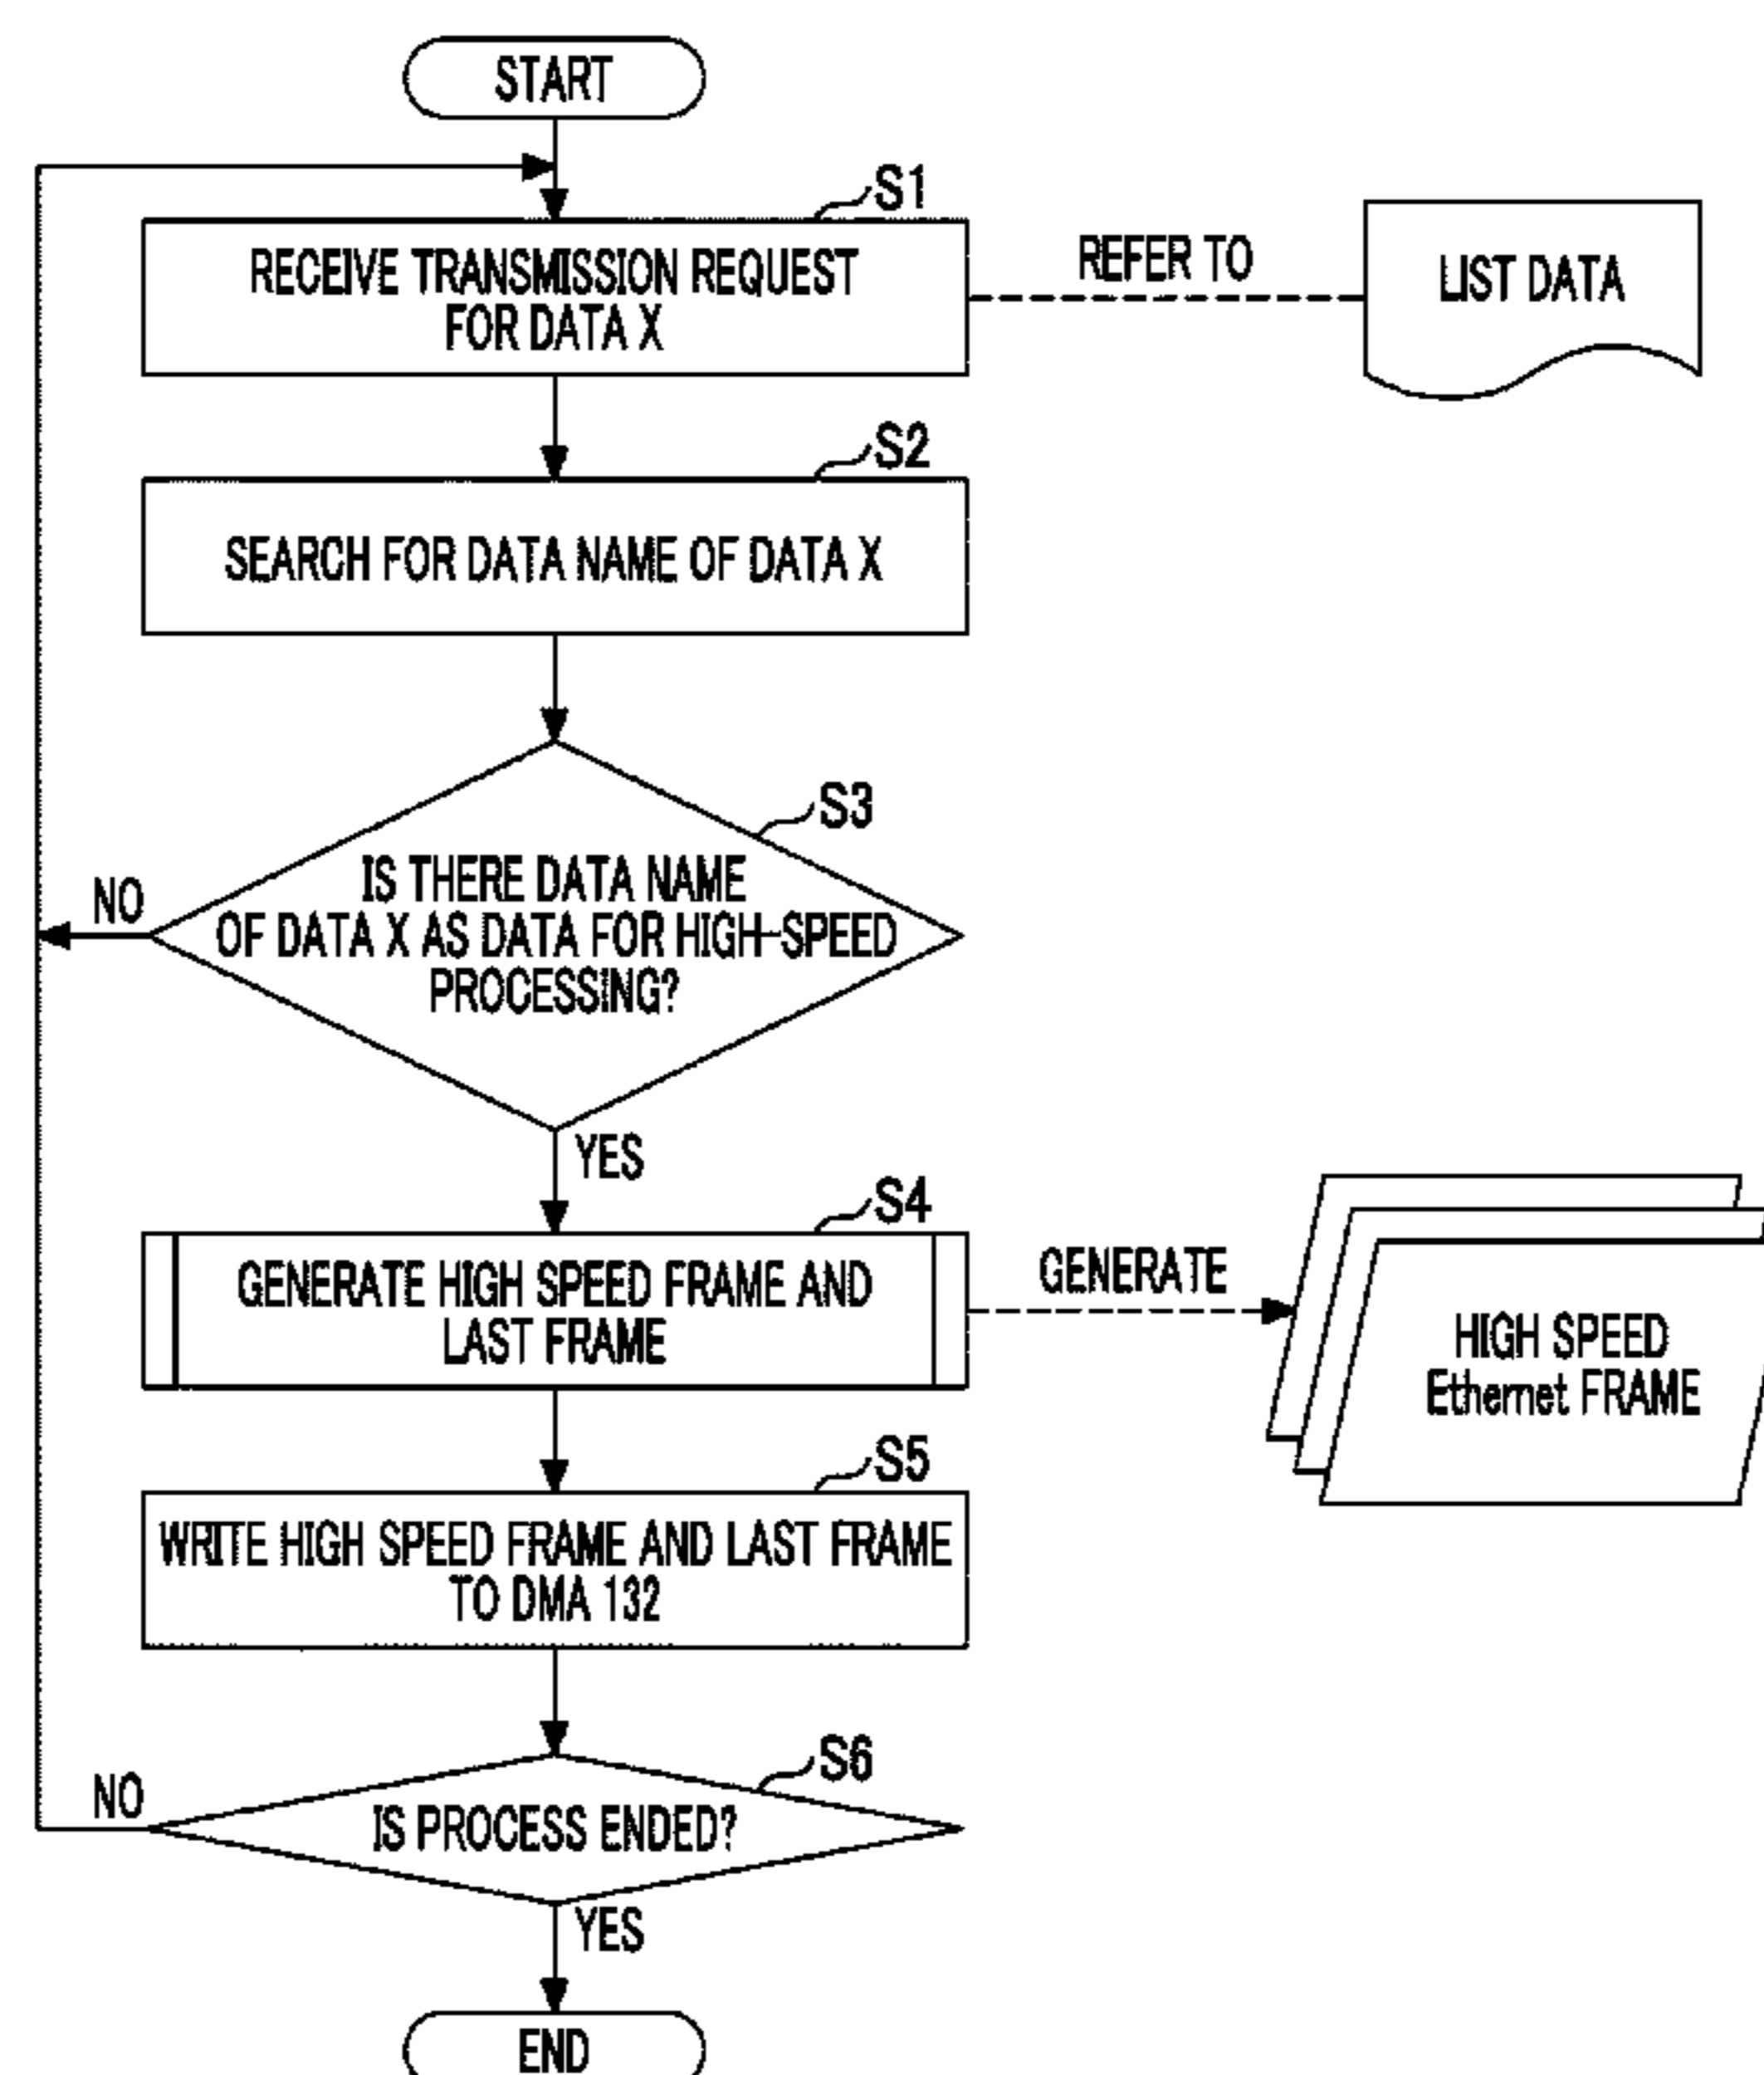 START
S1
RECEIVE TRANSMISSION REQUEST
FOR DATA X
REFER TO
LIST DATA
S2
SEARCH FOR DATA NAME OF DATA X
S3
IS THERE DATA NAME
OF DATA X AS DATA FOR HIGH-SPEED
PROCESSING?
NO
YES
S4
GENERATE HIGH SPEED FRAME AND
LAST FRAME
GENERATE
HIGH SPEED
Ethernet FRAME
S5
WRITE HIGH SPEED FRAME AND LAST FRAME
TO DMA 132
S6
IS PROCESS ENDED?
NO
YES
END